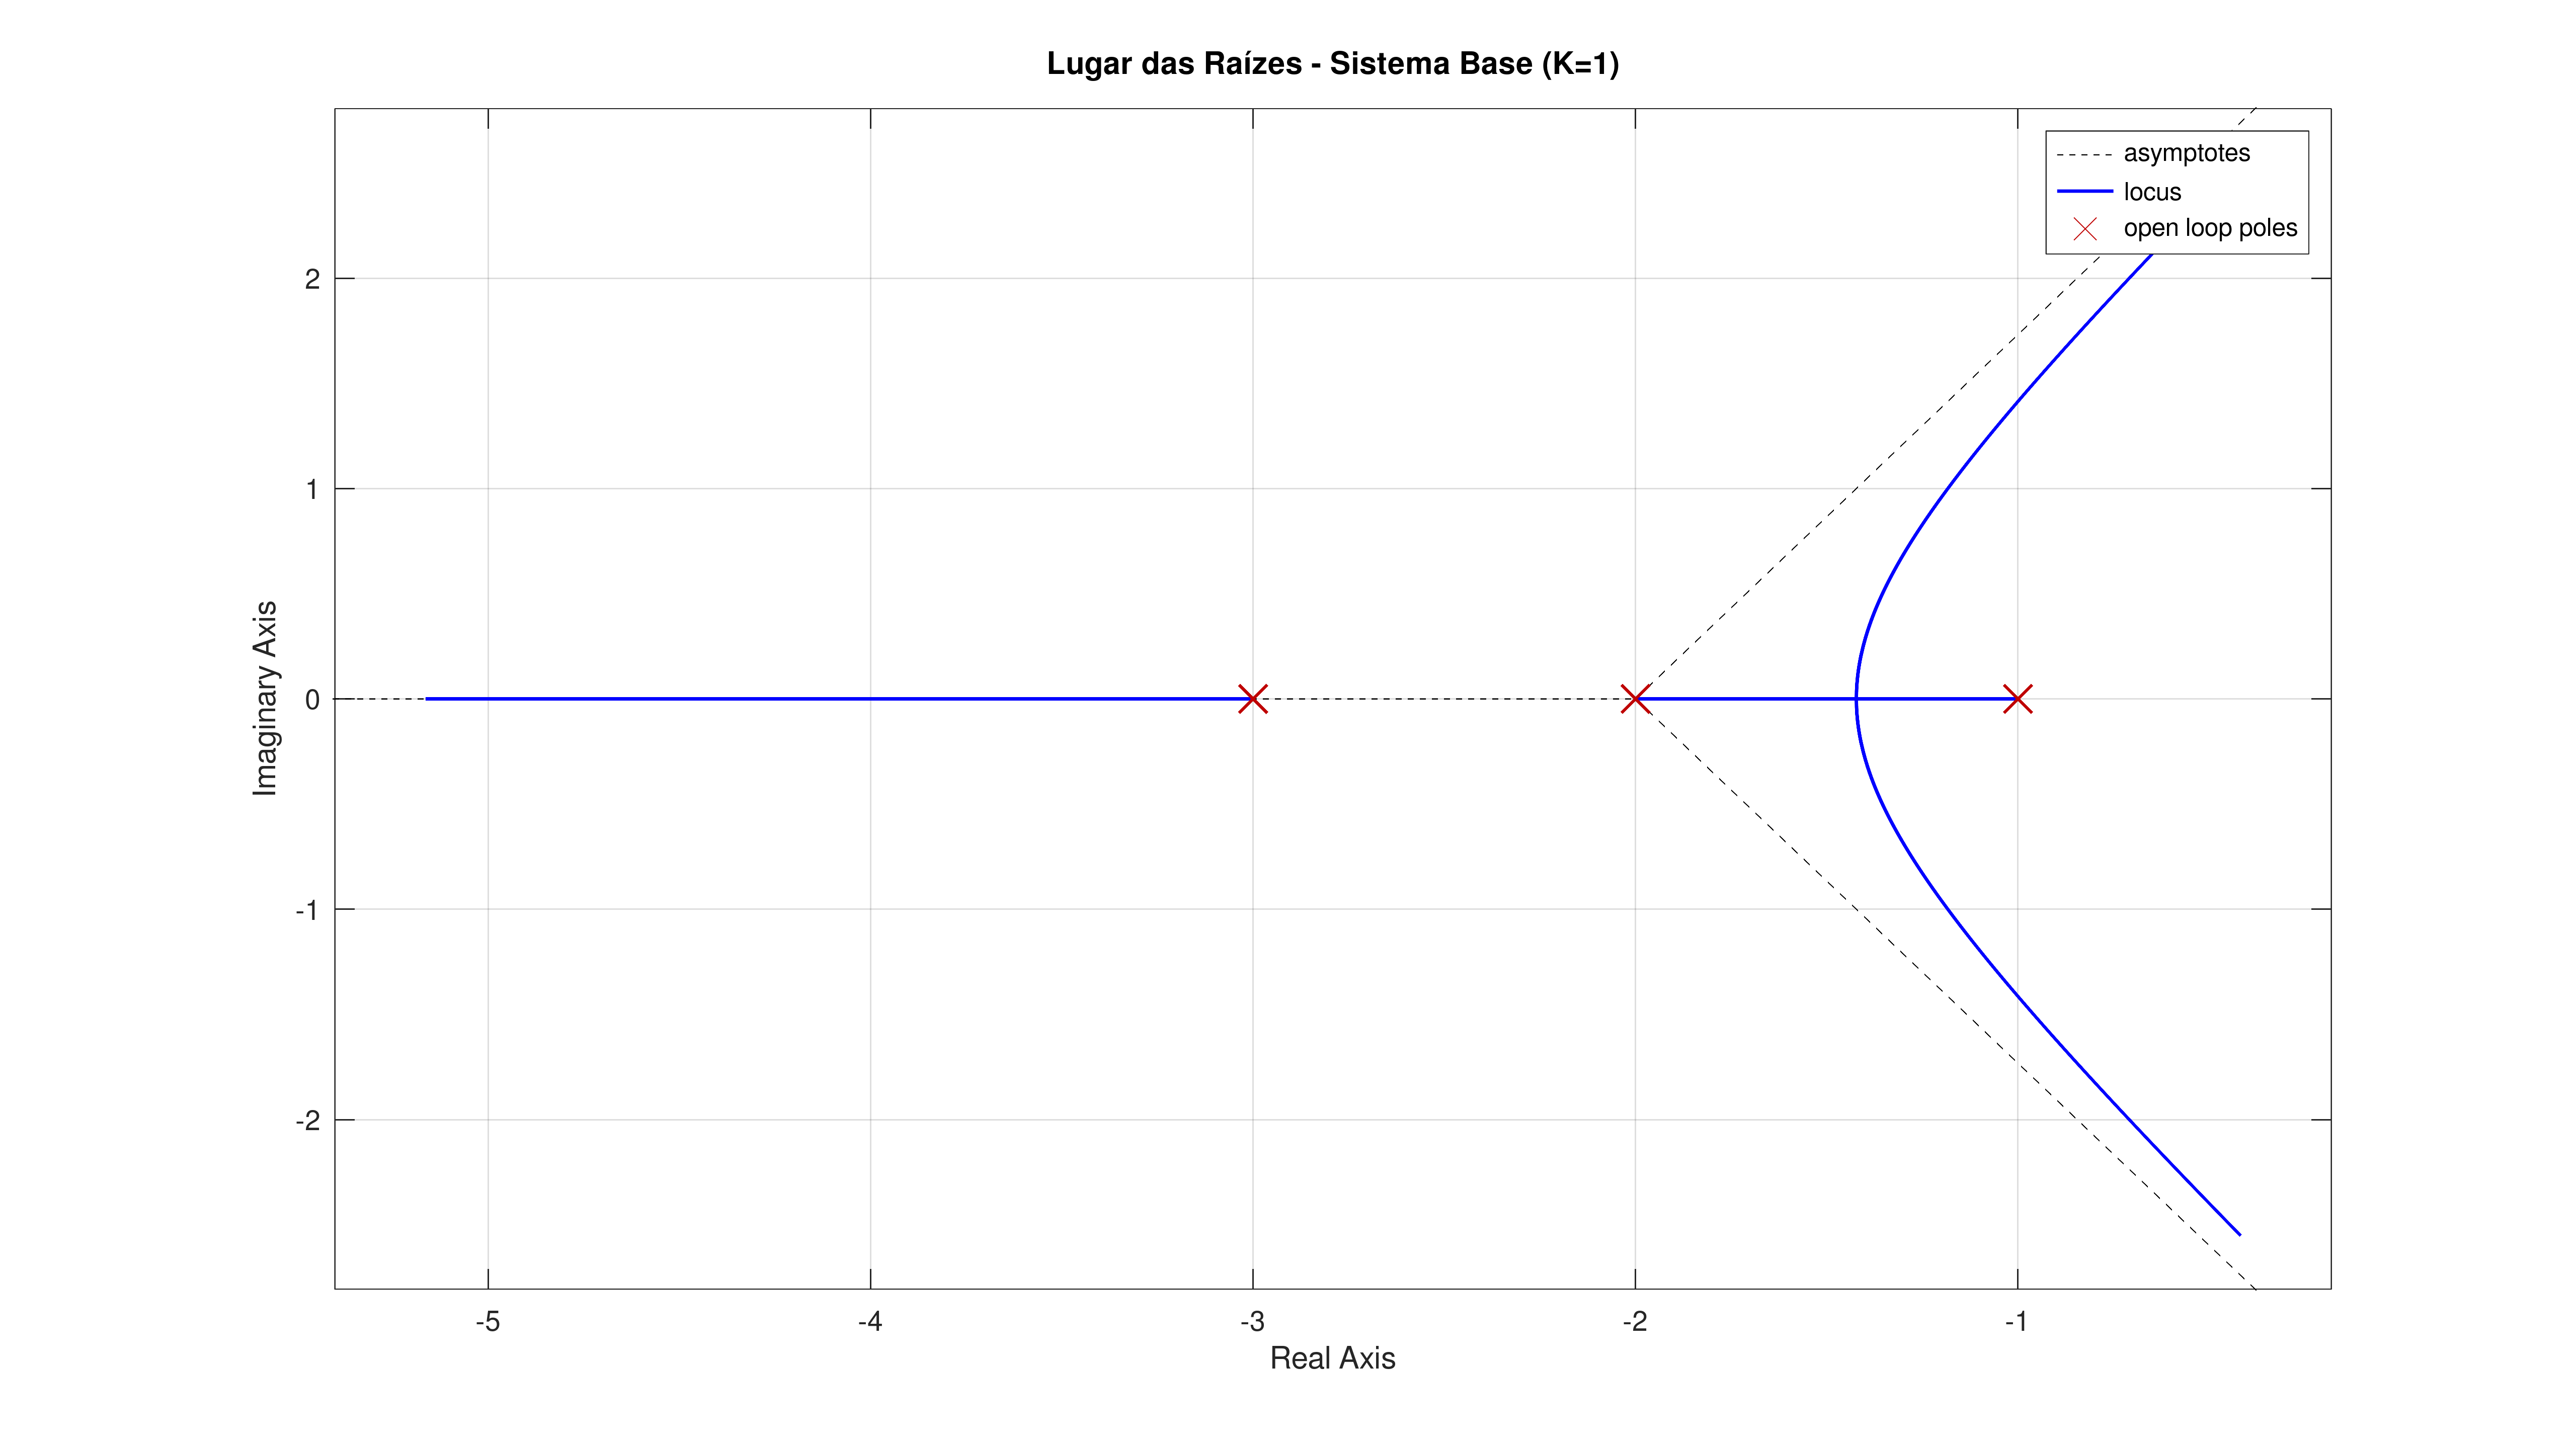 Lugar das Raízes - Sistema Base (K=1)
asymptotes
locus
open loop poles
2
1
0
-1
-2
Imaginary Axis
-5 -4 -3 -2 -1
Real Axis